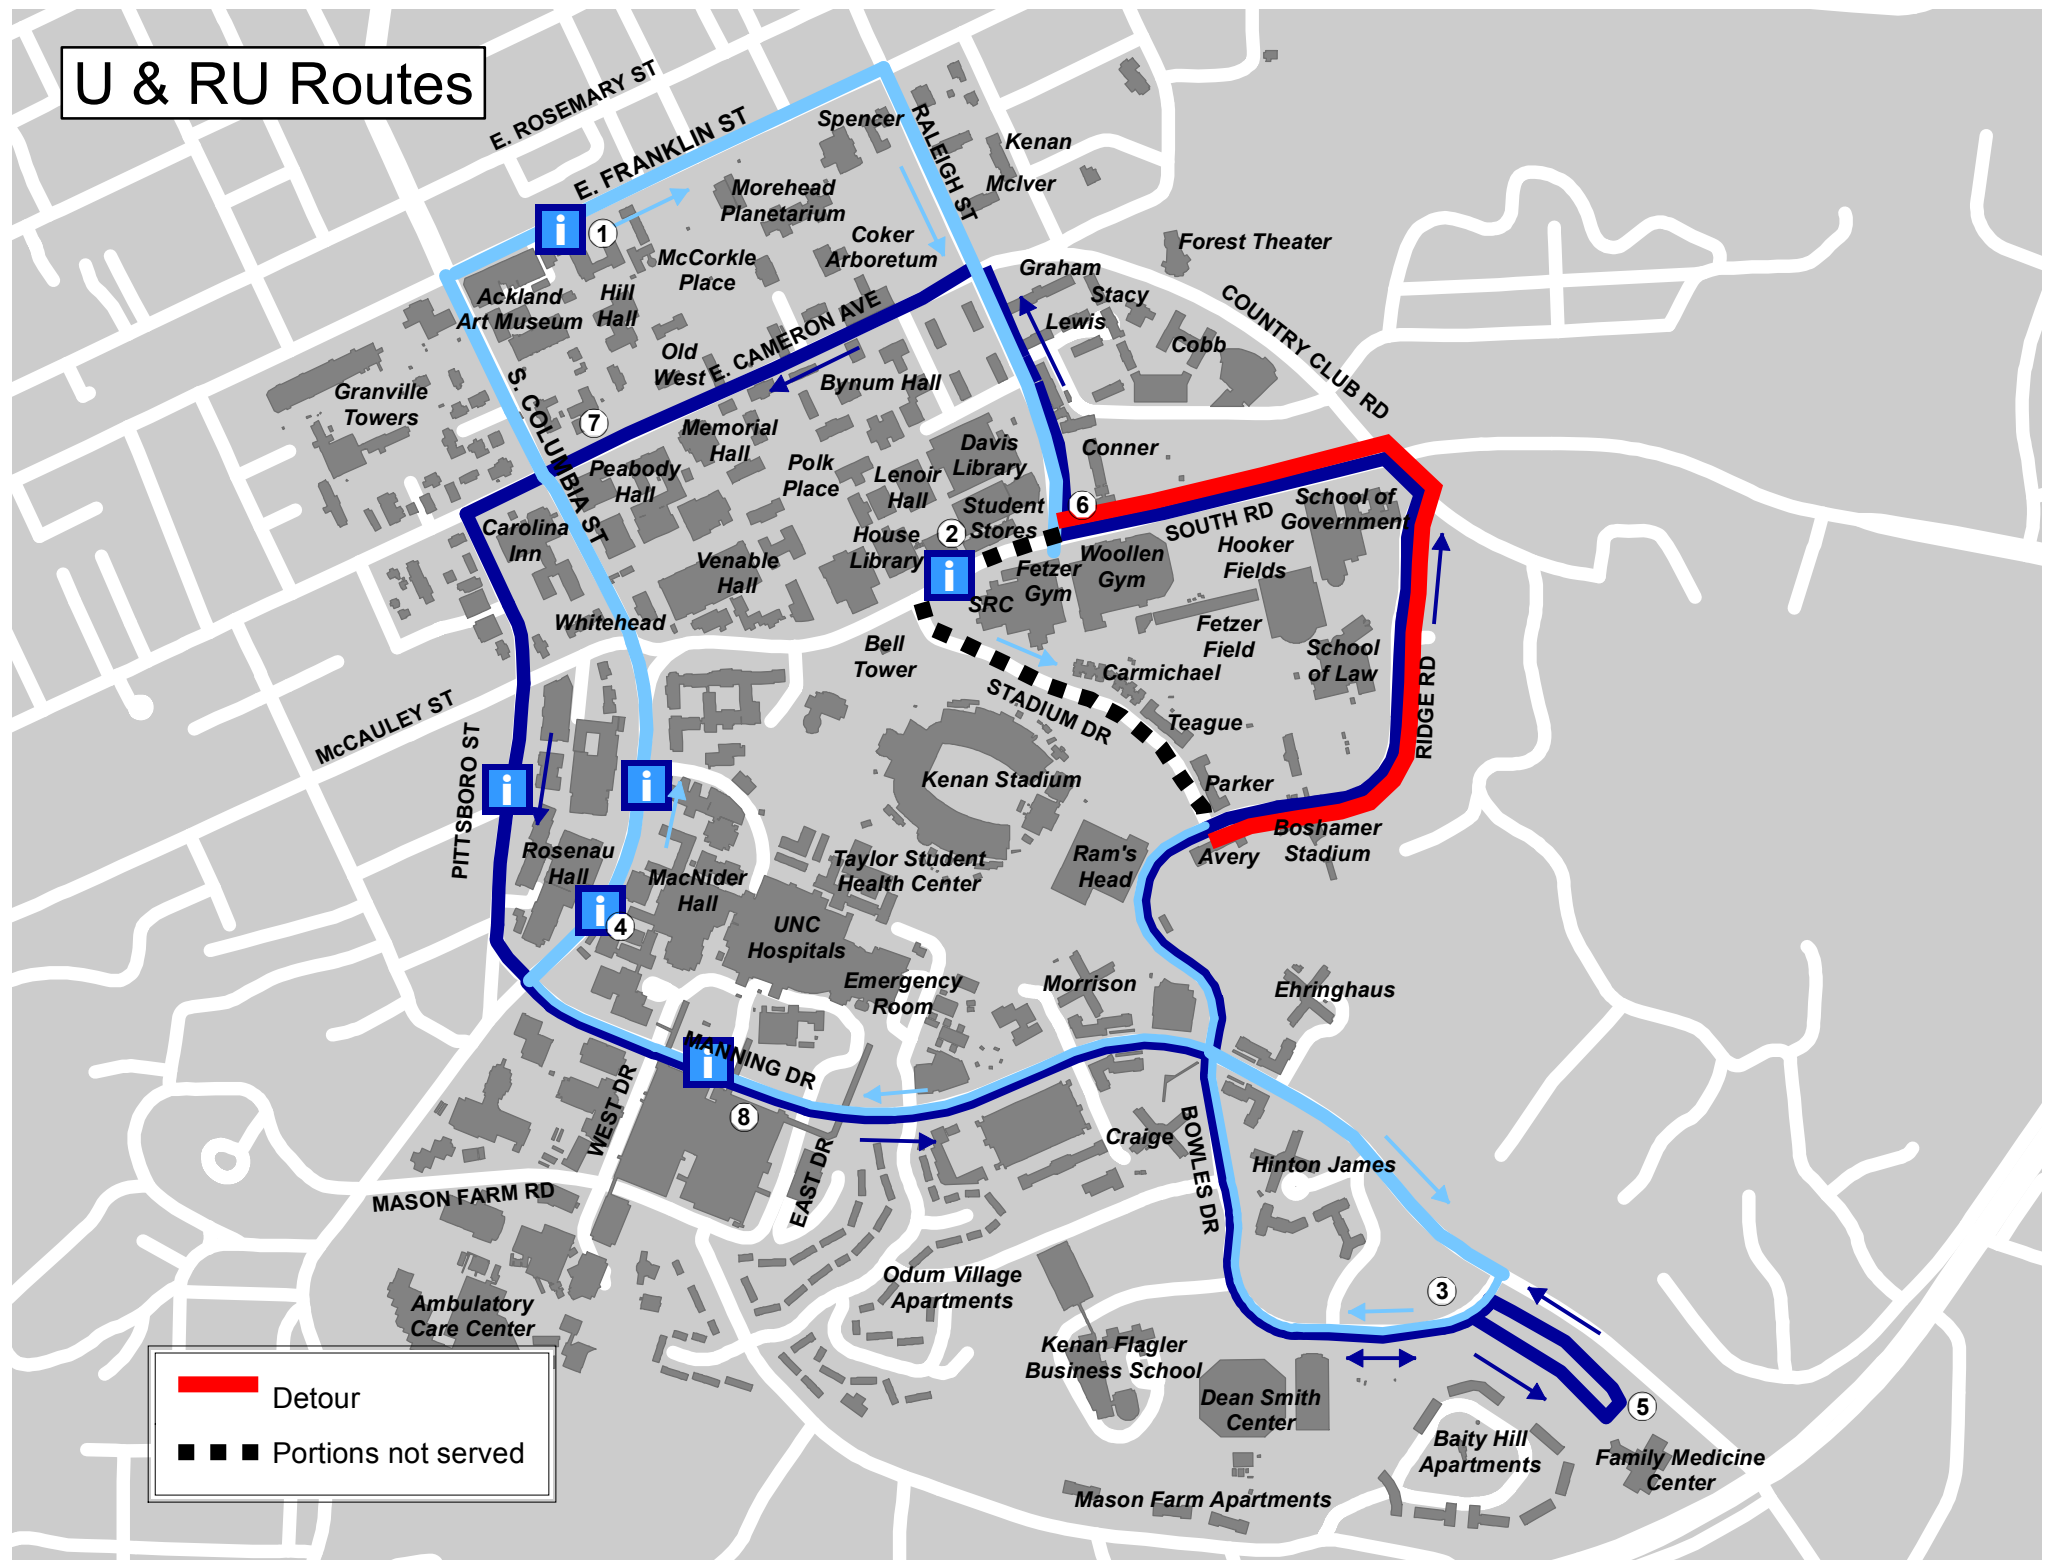 U & RU Routes
E. ROSEMARY ST
E. FRANKLIN ST
Spencer
RALEIGH ST
Kenan
McIver
Morehead
Planetarium
1
Coker
Arboretum
McCorkle
Place
Forest Theater
Graham
Ackland
Art Museum
Hill
Hall
Stacy
Lewis
COUNTRY CLUB RD
E. CAMERON AVE
Old
West
Cobb
Bynum Hall
Granville
Towers
S. COLUMBIA ST
7
Memorial
Hall
Davis
Library
Conner
Peabody
Hall
Polk
Place
Lenoir
Hall
Student
Stores
6
School of
Government
SOUTH RD
Carolina
Inn
2
House
Library
Venable
Hall
Woollen
Gym
Hooker
Fields
Fetzer
Gym
SRC
Whitehead
Bell
Tower
Fetzer
Field
School
of Law
Carmichael
STADIUM DR
Teague
RIDGE RD
McCAULEY ST
PITTSBORO ST
Kenan Stadium
Parker
Boshamer
Stadium
Avery
Ram's
Head
Rosenau
Hall
MacNider
Hall
Taylor Student
Health Center
4
UNC
Hospitals
Emergency
Room
Morrison
Ehringhaus
MANNING DR
8
WEST DR
EAST DR
Craige
BOWLES DR
Hinton James
MASON FARM RD
Odum Village
Apartments
3
Ambulatory
Care Center
Kenan Flagler
Business School
Dean Smith
Center
5
Baity Hill
Apartments
Family Medicine
Center
Mason Farm Apartments
Detour
Portions not served